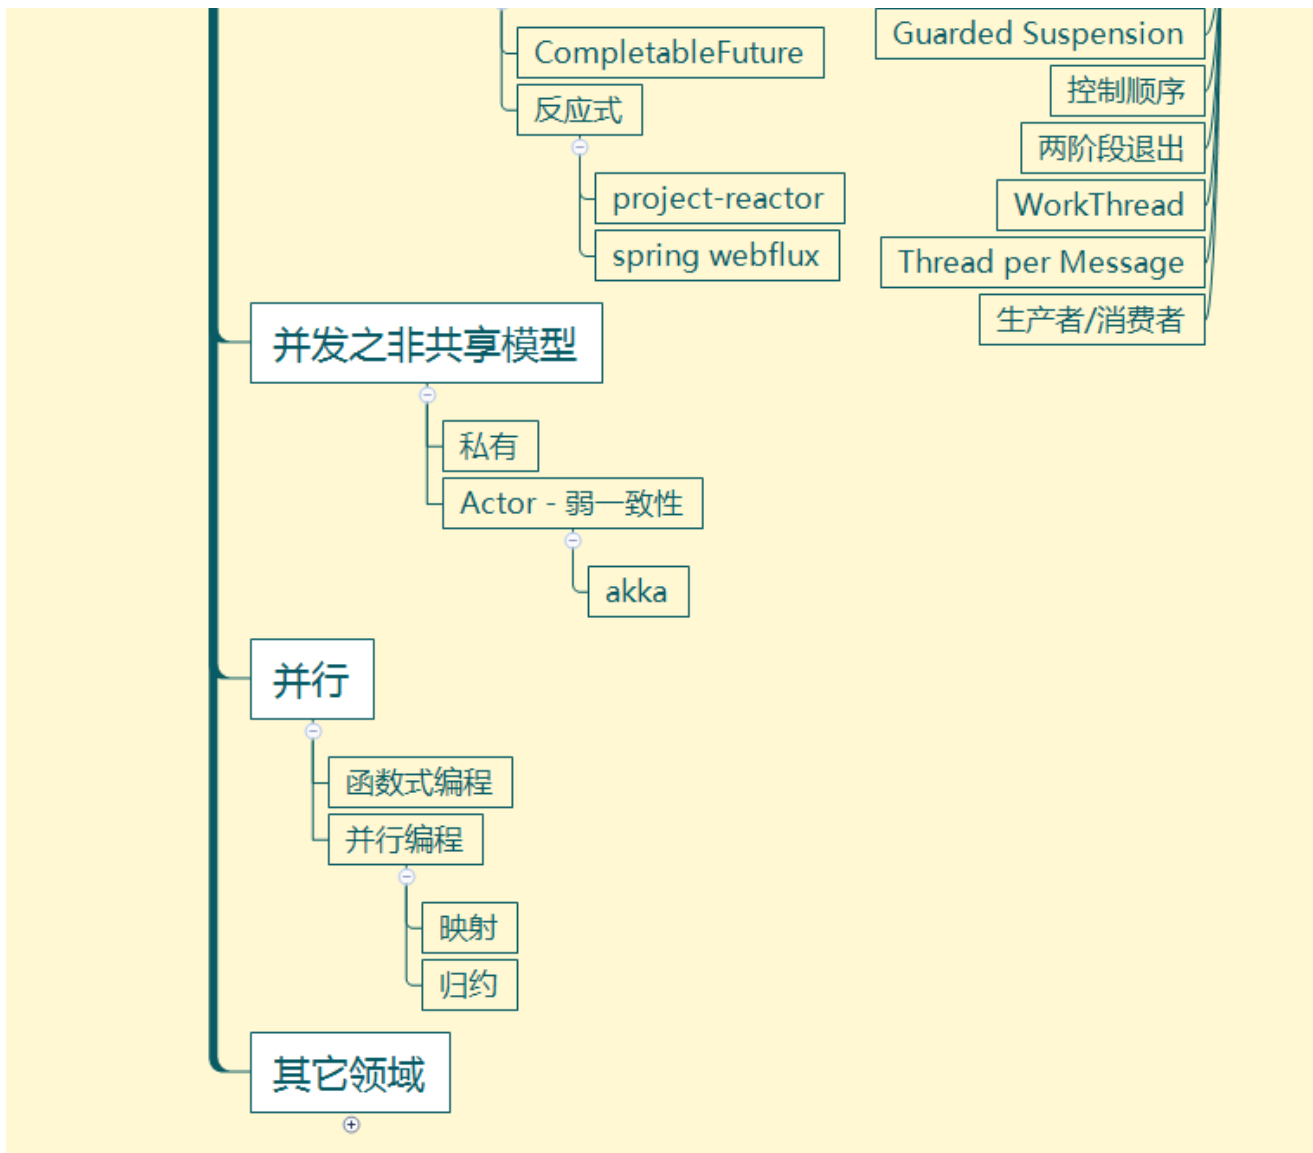 CompletableFuture
反应式
project-reactor
spring webflux
Guarded Suspension
控制顺序
两阶段退出
WorkThread
Thread per Message
生产者/消费者
并发之非共享模型
私有
Actor - 弱一致性
akka
并行
函数式编程
并行编程
映射
归约
其它领域